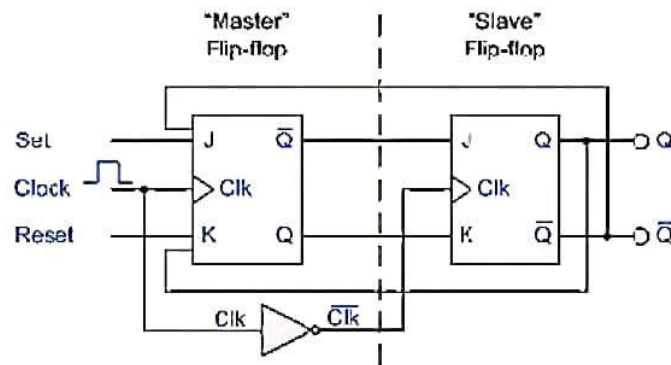 "Master"
Flip-flop
"Slave"
Flip-flop
Set
J
Q̅
J
Q
Q
Clock
Clk
Clk
Reset
K
Q
K
Q̅
Q̅
Clk
C̅l̅k̅